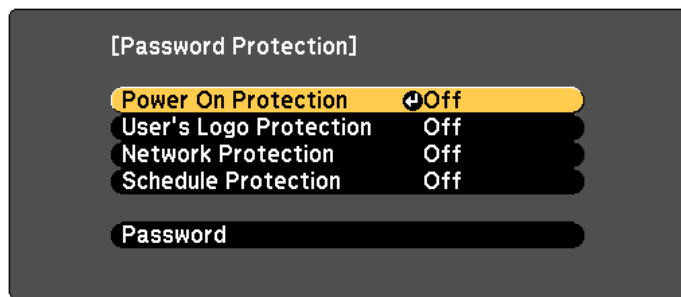 [Password Protection]
Power On Protection Off
User's Logo Protection Off
Network Protection Off
Schedule Protection Off
Password